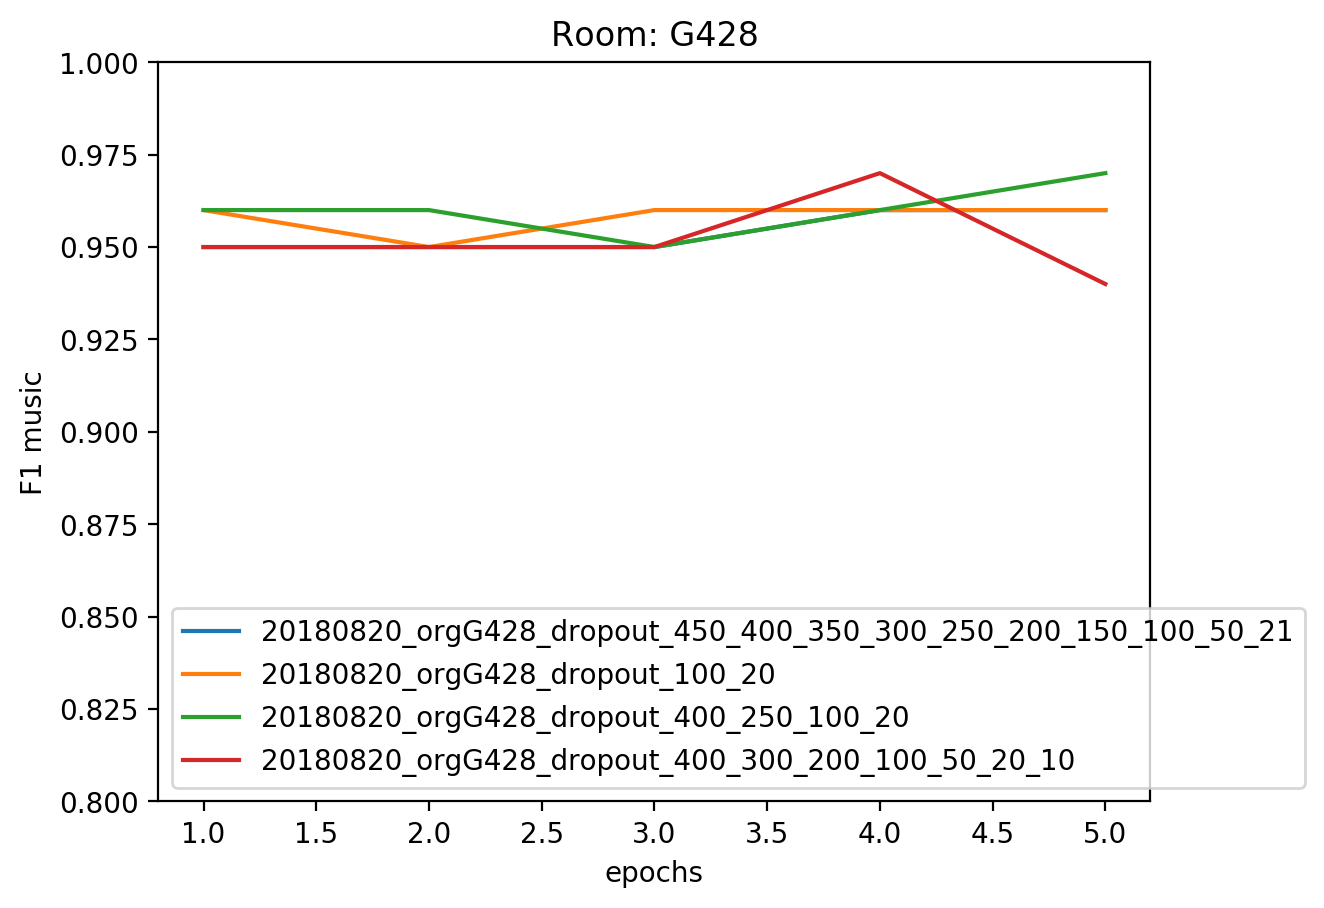 Room: G428
1.000
0.975
0.950
0.925
0.900
0.875
0.850
0.825
0.800
F1 music
20180820_orgG428_dropout_450_400_350_300_250_200_150_100_50_21
20180820_orgG428_dropout_100_20
20180820_orgG428_dropout_400_250_100_20
20180820_orgG428_dropout_400_300_200_100_50_20_10
1.0 1.5 2.0 2.5 3.0 3.5 4.0 4.5 5.0
epochs